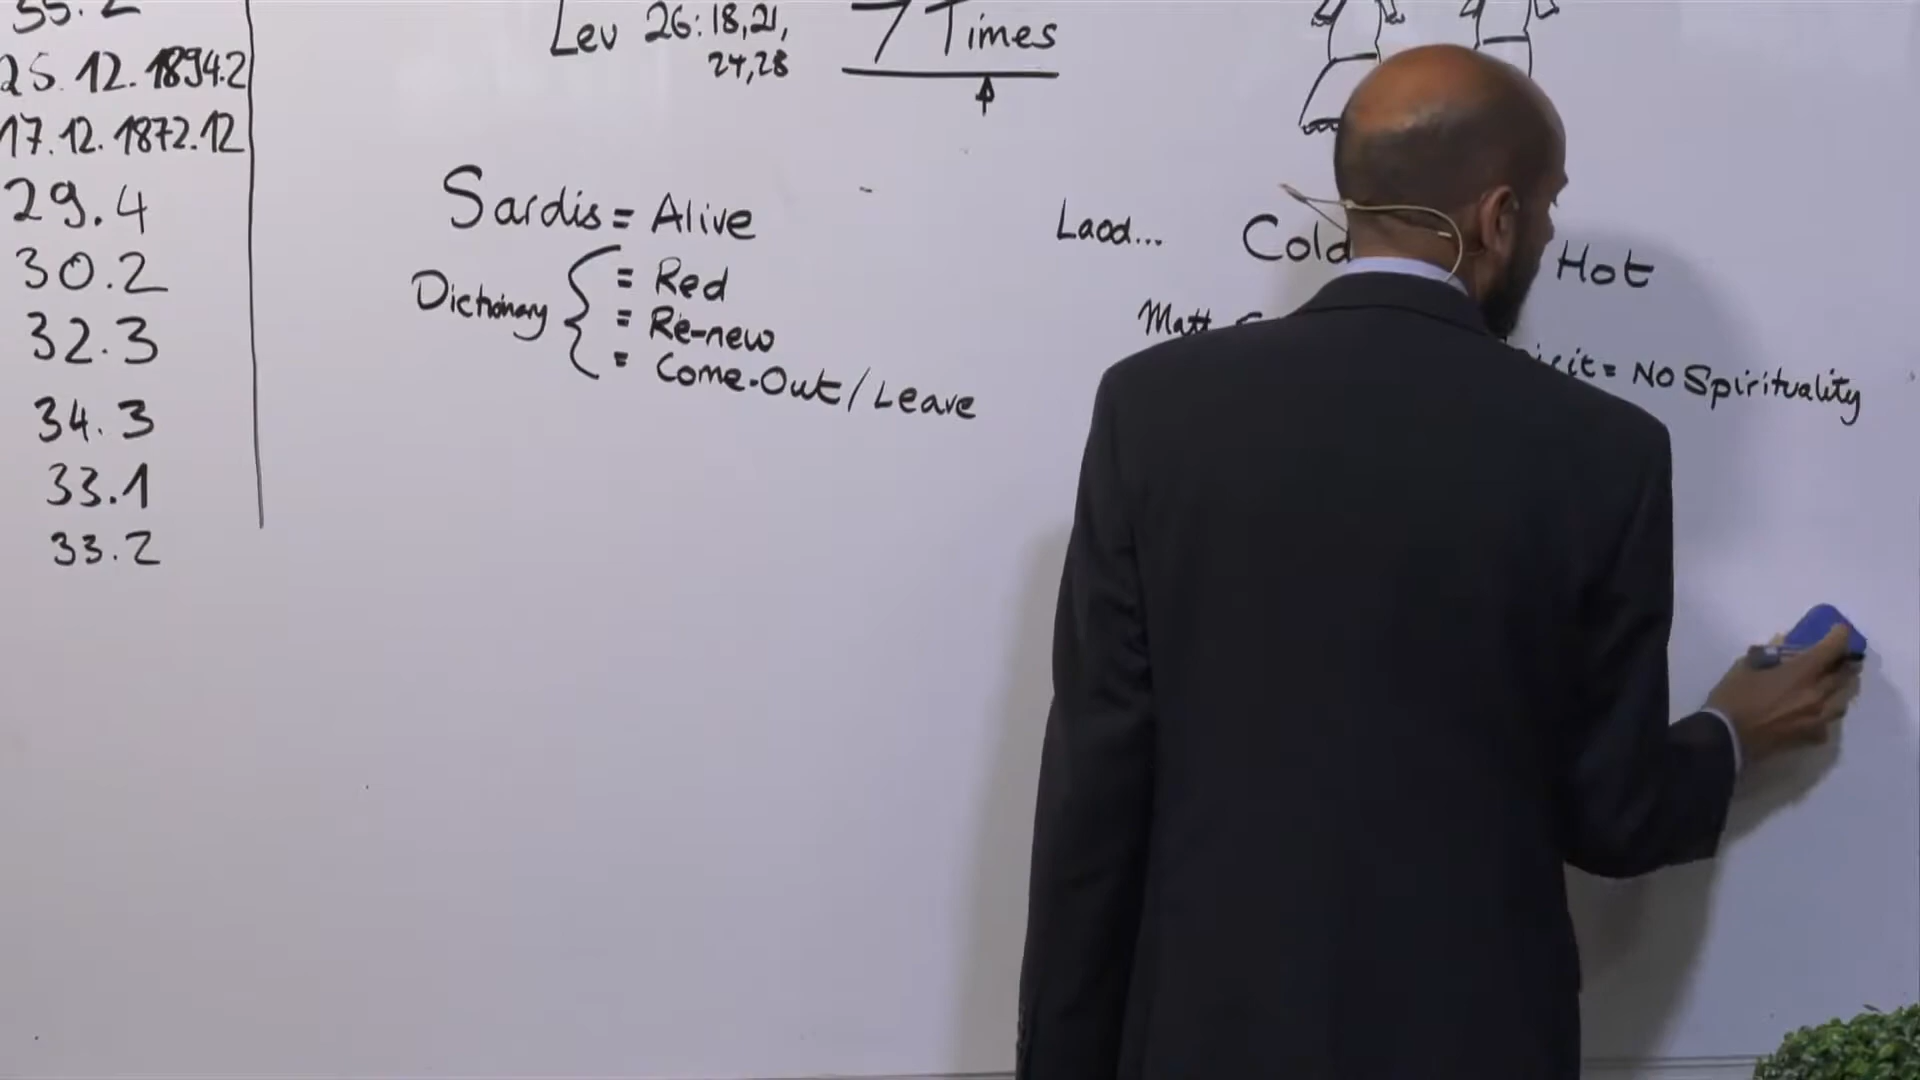 35.2
25.12.1894.2
17.12.1872.12
29.4
30.2
32.3
34.3
33.1
33.2
Lev 26:18,21,
24,28
7 Times
Sardis = Alive
Dictionary { = Red
= Re-new
= Come-Out/Leave
Laod... Cold Hot
Matt
= NO Spirituality